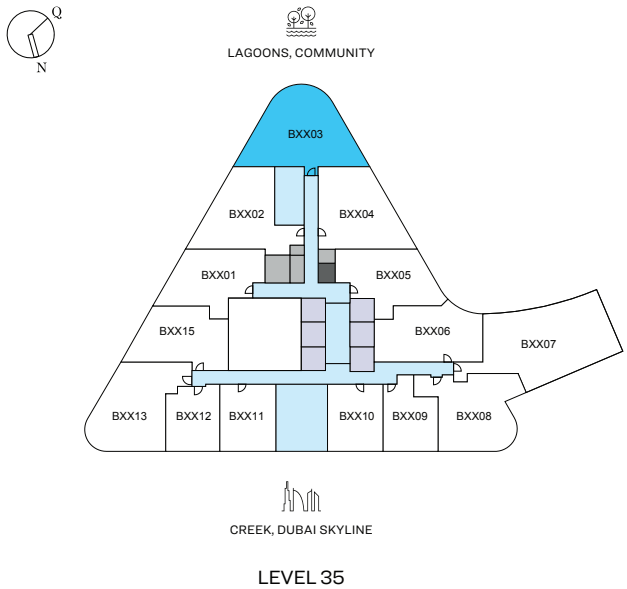 Q
N
LAGOONS, COMMUNITY
BXX03
BXX02
BXX04
BXX01
BXX05
BXX15
BXX06
BXX07
BXX13
BXX12
BXX11
BXX10
BXX09
BXX08
CREEK, DUBAI SKYLINE
LEVEL 35